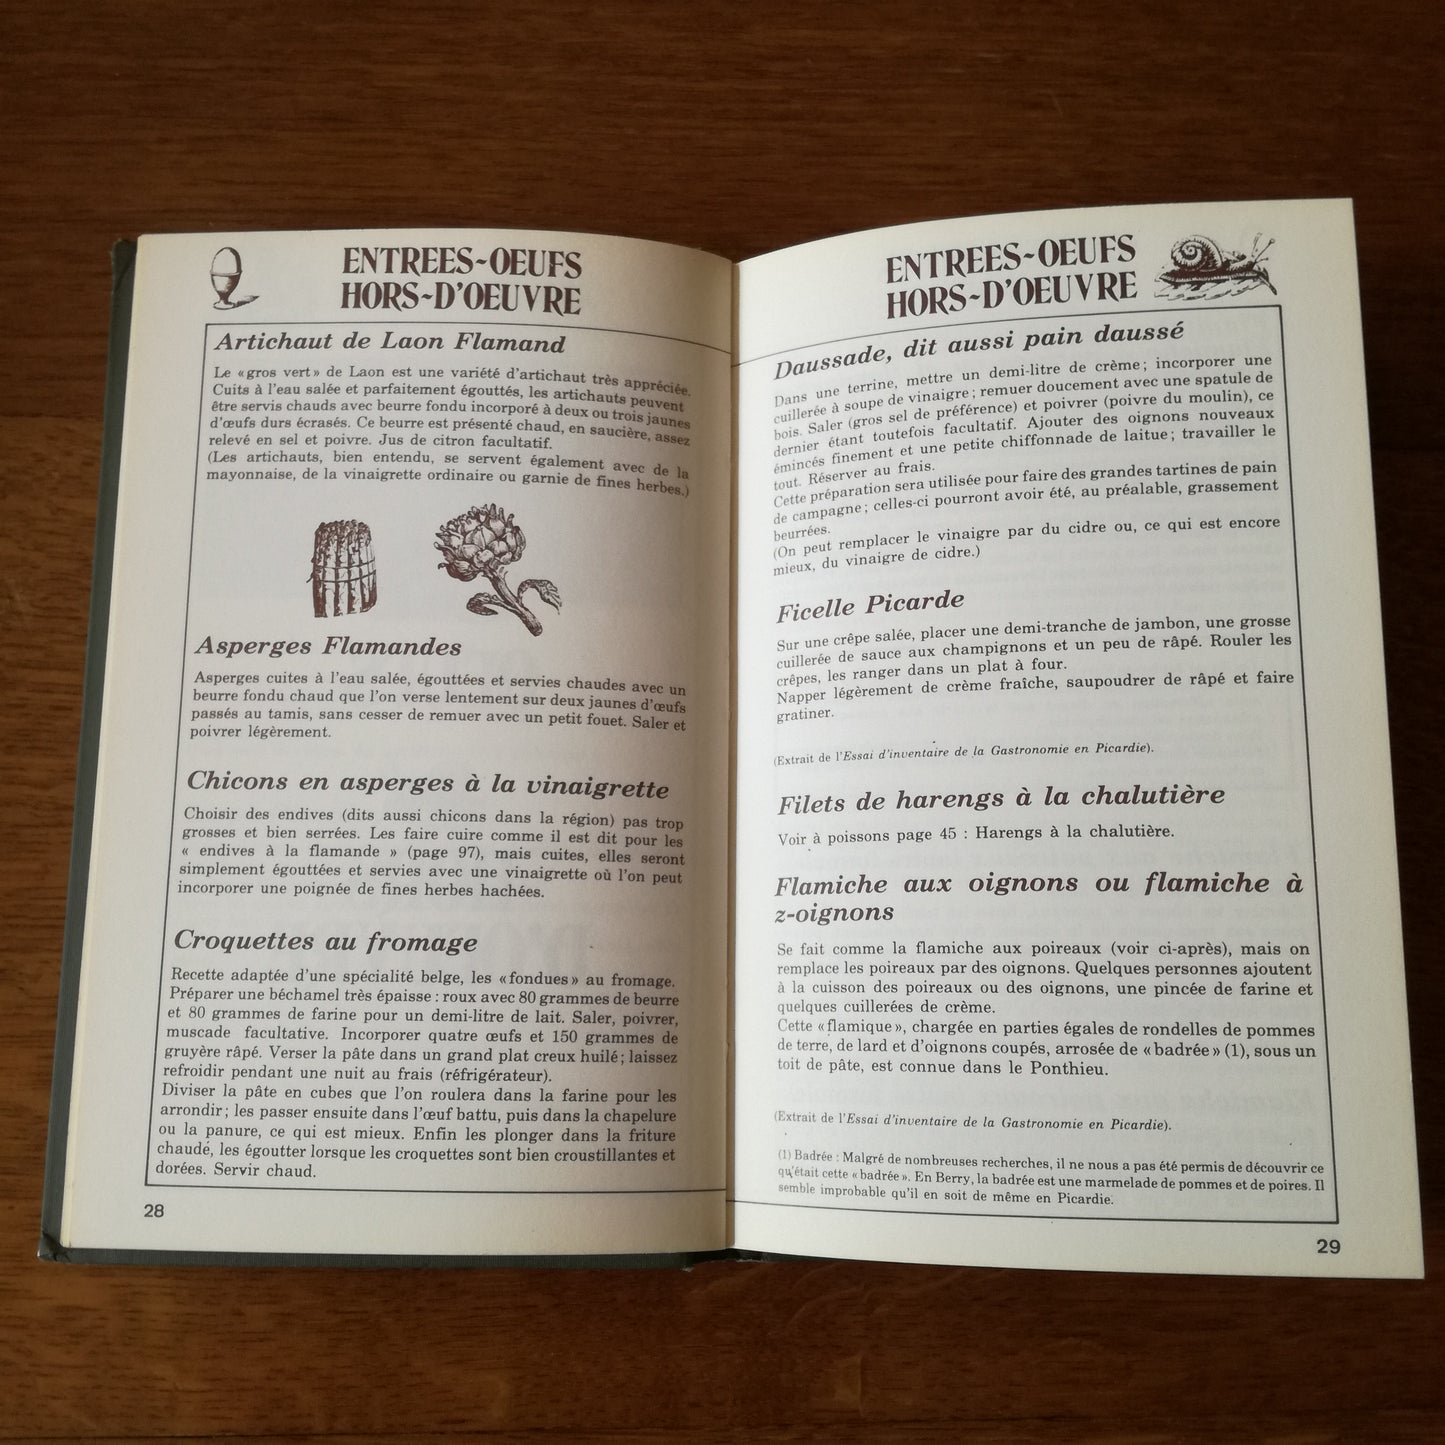 ENTREES-OEUFS
HORS-D'OEUVRE
Artichaut de Laon Flamand
Le «gros vert» de Laon est une variété d'artichaut très appréciée.
Cuits à l'eau salée et parfaitement égouttés, les artichauts peuvent
être servis chauds avec beurre fondu incorporé à deux ou trois jaunes
d'œufs durs écrasés. Ce beurre est présenté chaud, en saucière, assez
relevé en sel et poivre. Jus de citron facultatif.
(Les artichauts, bien entendu, se servent également avec de la
mayonnaise, de la vinaigrette ordinaire ou garnie de fines herbes.)
Asperges Flamandes
Asperges cuites à l'eau salée, égouttées et servies chaudes avec un
beurre fondu chaud que l'on verse lentement sur deux jaunes d'œufs
passés au tamis, sans cesser de remuer avec un petit fouet. Saler et
poivrer légèrement.
Chicons en asperges à la vinaigrette
Choisir des endives (dits aussi chicons dans la région) pas trop
grosses et bien serrées. Les faire cuire comme il est dit pour les
« endives à la flamande » (page 97), mais cuites, elles seront
simplement égouttées et servies avec une vinaigrette où l'on peut
incorporer une poignée de fines herbes hachées.
Croquettes au fromage
Recette adaptée d'une spécialité belge, les «fondues» au fromage.
Préparer une béchamel très épaisse : roux avec 80 grammes de beurre
et 80 grammes de farine pour un demi-litre de lait. Saler, poivrer,
muscade facultative. Incorporer quatre œufs et 150 grammes de
gruyère râpé. Verser la pâte dans un grand plat creux huilé; laissez
refroidir pendant une nuit au frais (réfrigérateur).
Diviser la pâte en cubes que l'on roulera dans la farine pour les
arrondir; les passer ensuite dans l'œuf battu, puis dans la chapelure
ou la panure, ce qui est mieux. Enfin les plonger dans la friture
chaude, les égoutter lorsque les croquettes sont bien croustillantes et
dorées. Servir chaud.
28
ENTREES-OEUFS
HORS-D'OEUVRE
Daussade, dit aussi pain daussé
Dans une terrine, mettre un demi-litre de crème; incorporer une
cuillerée à soupe de vinaigre; remuer doucement avec une spatule de
bois. Saler (gros sel de préférence) et poivrer (poivre du moulin), ce
dernier étant toutefois facultatif. Ajouter des oignons nouveaux
émincés finement et une petite chiffonnade de laitue; travailler le
tout. Réserver au frais.
Cette préparation sera utilisée pour faire des grandes tartines de pain
de campagne; celles-ci pourront avoir été, au préalable, grassement
beurrées.
(On peut remplacer le vinaigre par du cidre ou, ce qui est encore
mieux, du vinaigre de cidre.)
Ficelle Picarde
Sur une crêpe salée, placer une demi-tranche de jambon, une grosse
cuillerée de sauce aux champignons et un peu de râpé. Rouler les
crêpes, les ranger dans un plat à four.
Napper légèrement de crème fraîche, saupoudrer de râpé et faire
gratiner.
(Extrait de l'Essai d'inventaire de la Gastronomie en Picardie).
Filets de harengs à la chalutière
Voir à poissons page 45 : Harengs à la chalutière.
Flamiche aux oignons ou flamiche à
z-oignons
Se fait comme la flamiche aux poireaux (voir ci-après), mais on
remplace les poireaux par des oignons. Quelques personnes ajoutent
à la cuisson des poireaux ou des oignons, une pincée de farine et
quelques cuillerées de crème.
Cette «flamique», chargée en parties égales de rondelles de pommes
de terre, de lard et d'oignons coupés, arrosée de «badrée» (1), sous un
toit de pâte, est connue dans le Ponthieu.
(Extrait de l'Essai d'inventaire de la Gastronomie en Picardie).
(1) Badrée : Malgré de nombreuses recherches, il ne nous a pas été permis de découvrir ce
qu'était cette «badrée». En Berry, la badrée est une marmelade de pommes et de poires. Il
semble improbable qu'il en soit de même en Picardie.
29